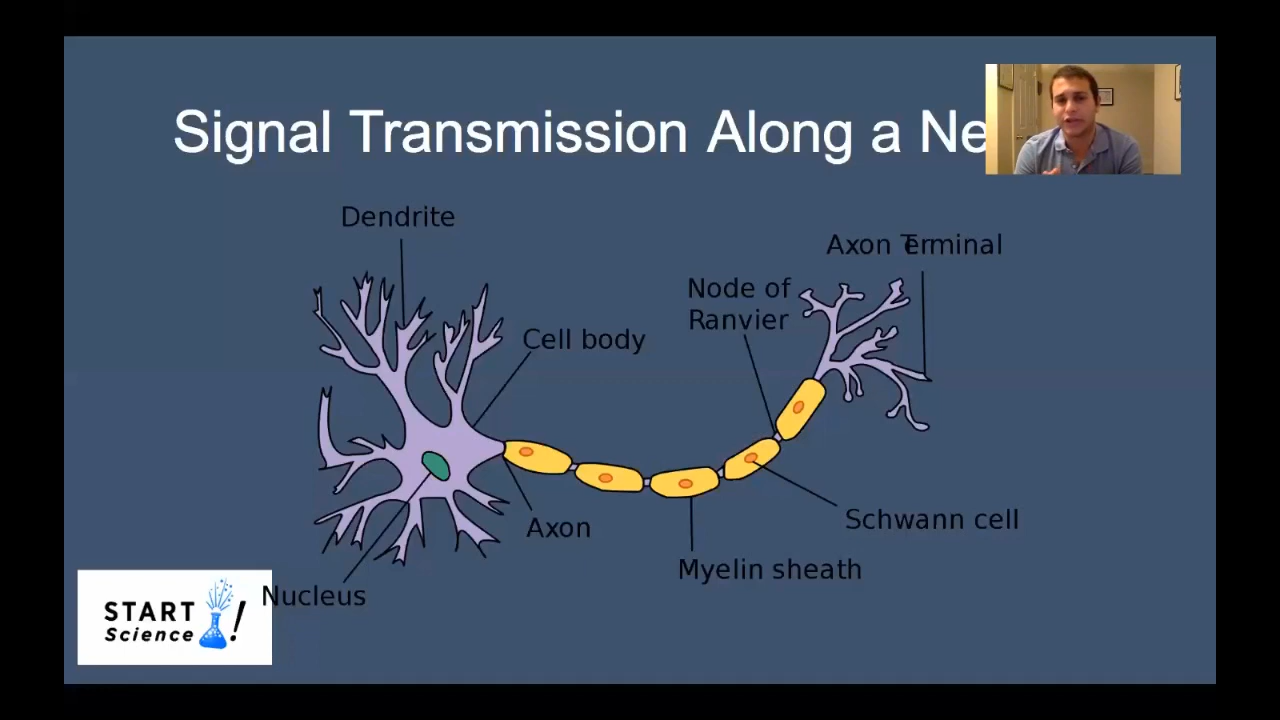 Signal Transmission Along a Ne
Dendrite
Axon Terminal
Node of
Ranvier
Cell body
Axon
Schwann cell
Myelin sheath
Nucleus
START
Science!